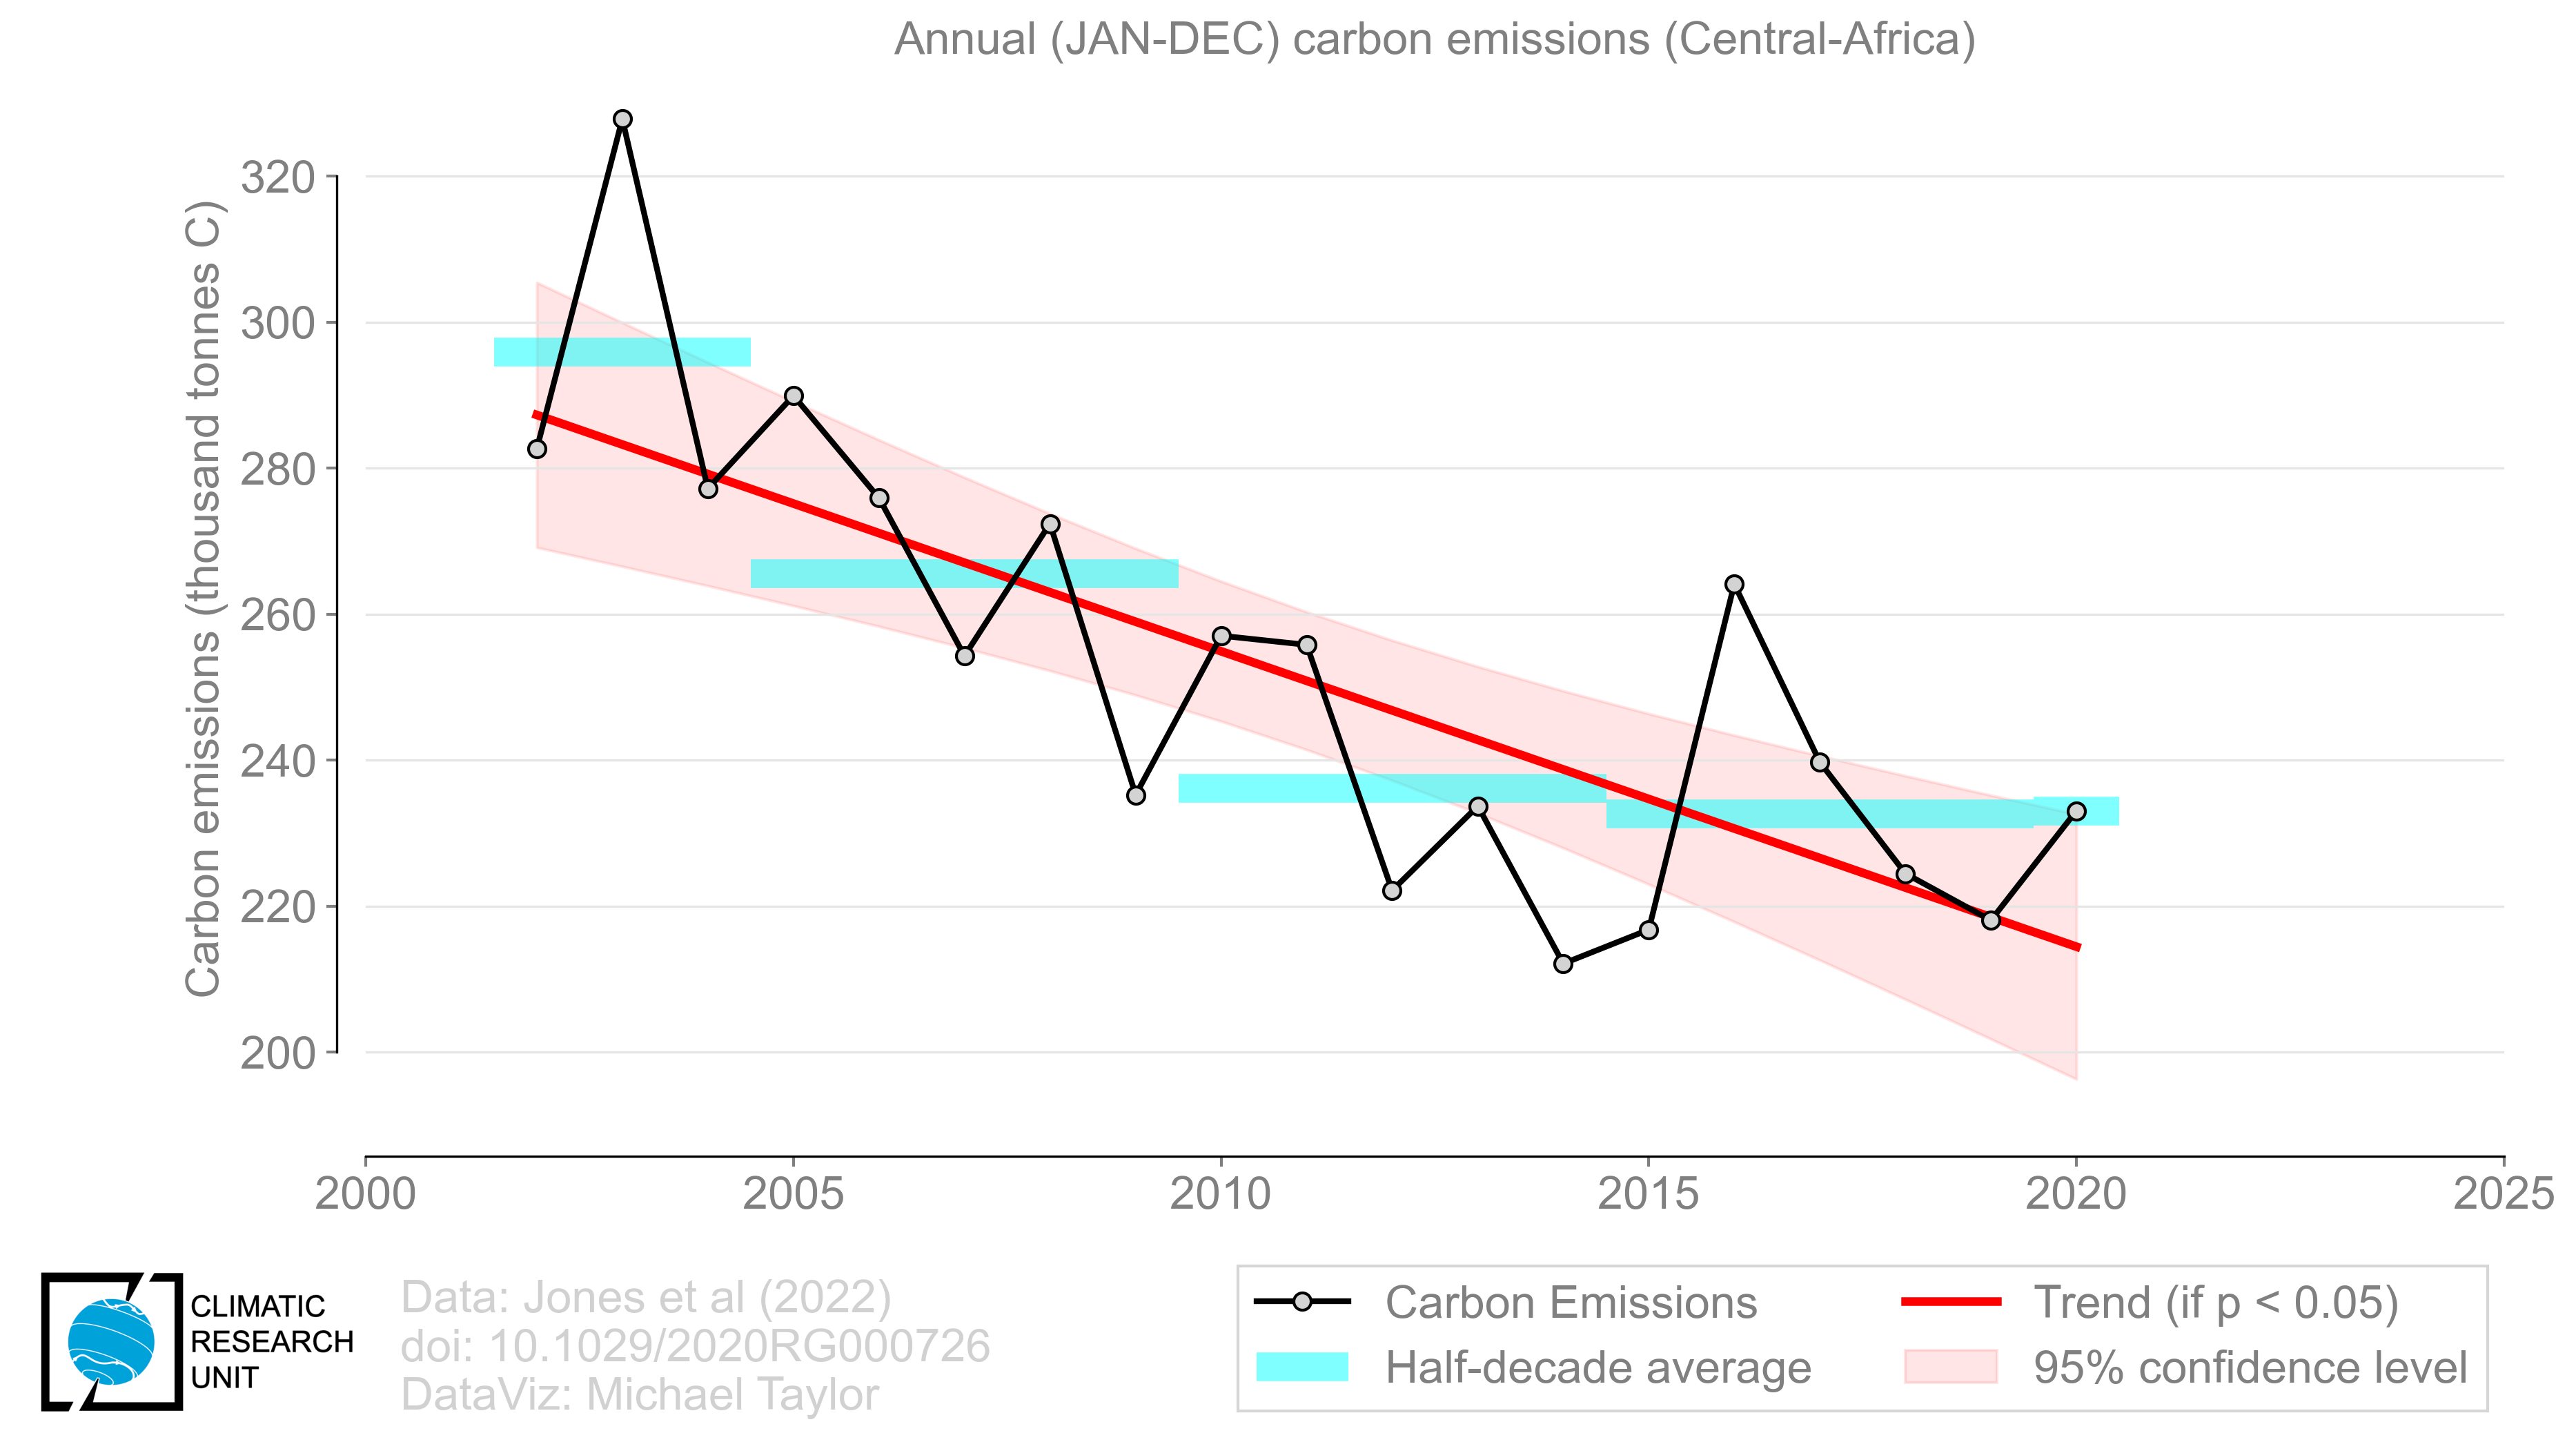 Annual (JAN-DEC) carbon emissions (Central-Africa)
Carbon emissions (thousand tonnes C)
320
300
280
260
240
220
200
2000 2005 2010 2015 2020 2025
CLIMATIC
RESEARCH
UNIT
Data: Jones et al (2022)
doi: 10.1029/2020RG000726
DataViz: Michael Taylor
Carbon Emissions
Half-decade average
Trend (if p < 0.05)
95% confidence level